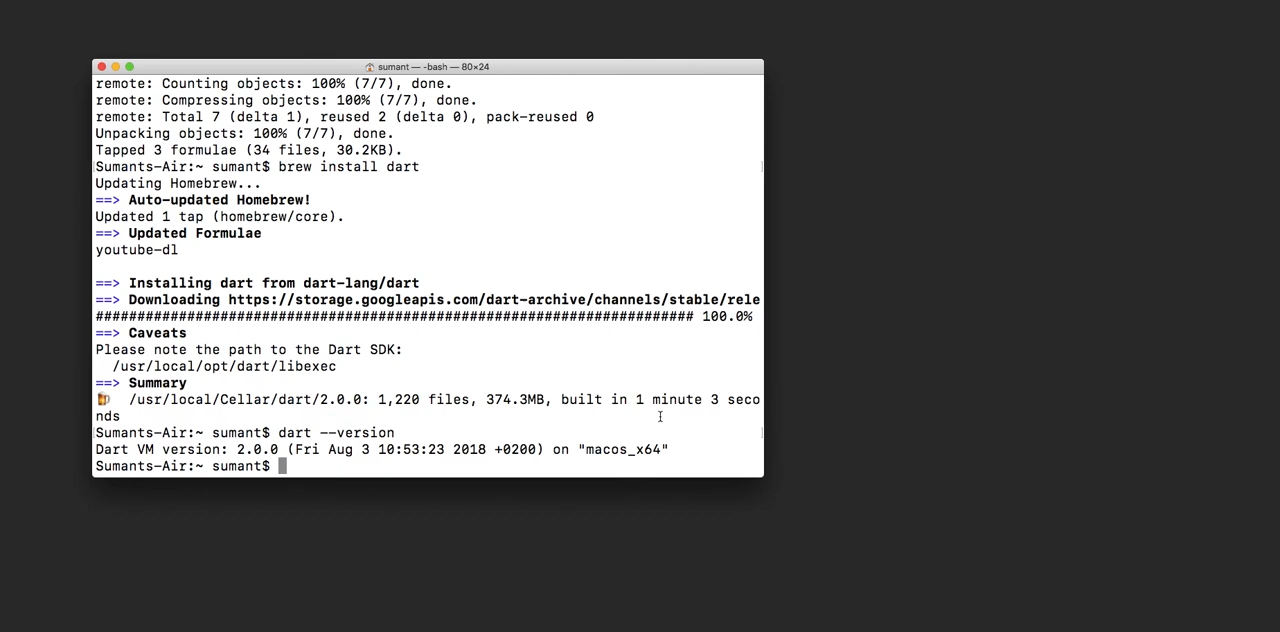 sumant — -bash — 80×24
remote: Counting objects: 100% (7/7), done.
remote: Compressing objects: 100% (7/7), done.
remote: Total 7 (delta 1), reused 2 (delta 0), pack-reused 0
Unpacking objects: 100% (7/7), done.
Tapped 3 formulae (34 files, 30.2KB).
Sumants-Air:~ sumant$ brew install dart
Updating Homebrew...
==> Auto-updated Homebrew!
Updated 1 tap (homebrew/core).
==> Updated Formulae
youtube-dl
==> Installing dart from dart-lang/dart
==> Downloading https://storage.googleapis.com/dart-archive/channels/stable/rele
######################################################################## 100.0%
==> Caveats
Please note the path to the Dart SDK:
/usr/local/opt/dart/libexec
==> Summary
🍺 /usr/local/Cellar/dart/2.0.0: 1,220 files, 374.3MB, built in 1 minute 3 seco
nds
Sumants-Air:~ sumant$ dart --version
Dart VM version: 2.0.0 (Fri Aug 3 10:53:23 2018 +0200) on "macos_x64"
Sumants-Air:~ sumant$